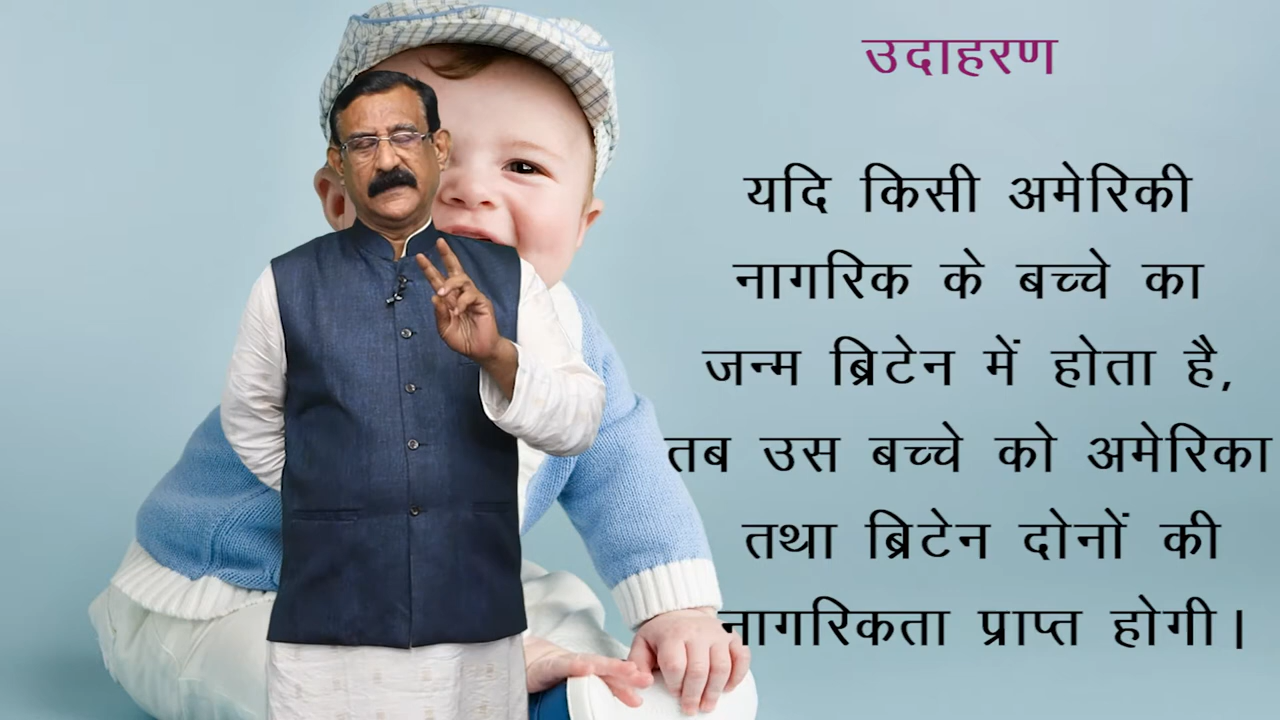 उदाहरण
यदि किसी अमेरिकी
नागरिक के बच्चे का
जन्म ब्रिटेन में होता है,
तब उस बच्चे को अमेरिका
तथा ब्रिटेन दोनों की
नागरिकता प्राप्त होगी।